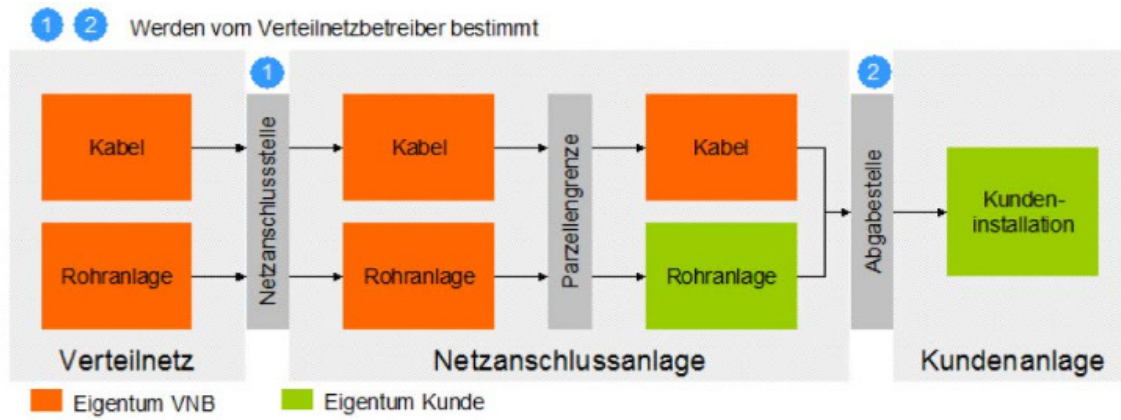 1 2 Werden vom Verteilnetzbetreiber bestimmt
1
2
Kabel
Netzanschlussstelle
Kabel
Parzellengrenze
Kabel
Abgabestelle
Kunden-
installation
Rohranlage
Rohranlage
Rohranlage
Verteilnetz
Netzanschlussanlage
Kundenanlage
Eigentum VNB
Eigentum Kunde